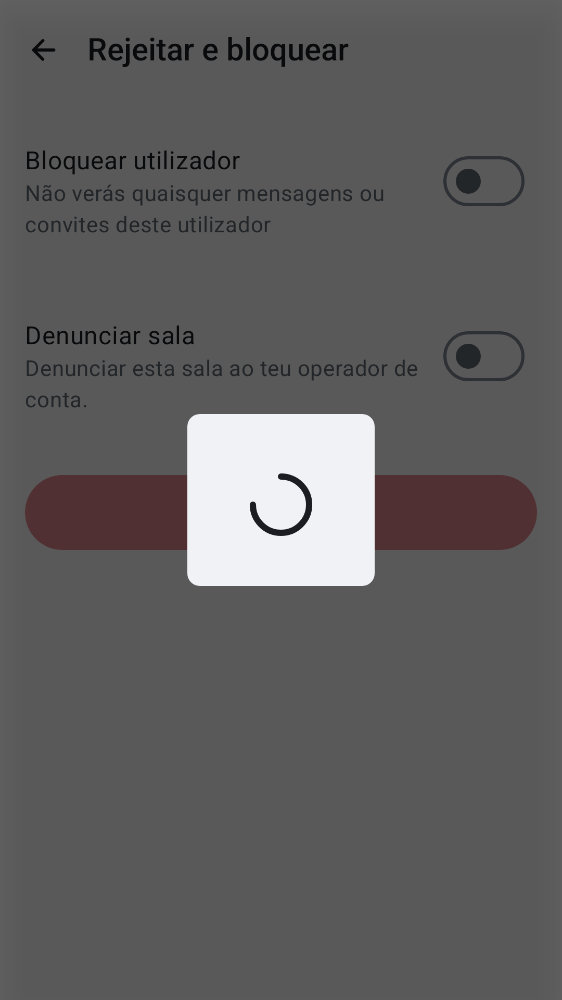 Rejeitar e bloquear
Bloquear utilizador
Não verás quaisquer mensagens ou
convites deste utilizador
Denunciar sala
Denunciar esta sala ao teu operador de
conta.